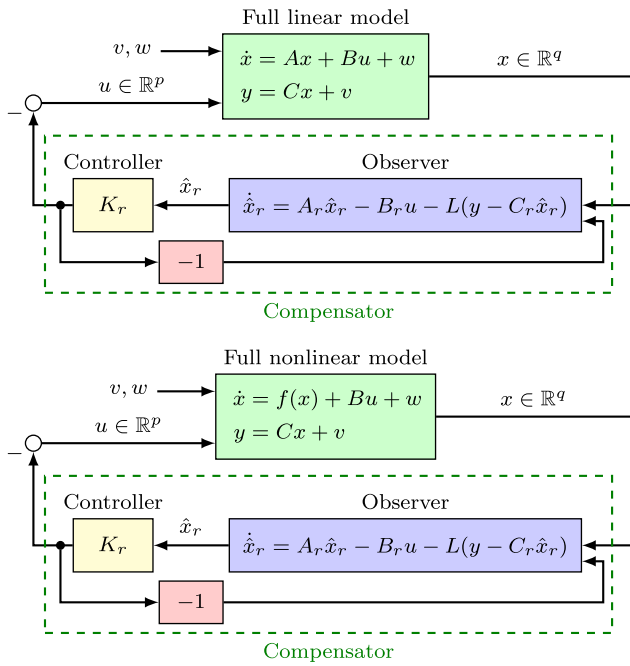 Full linear model
v, w
ẋ = Ax + Bu + w
x ∈ ℝ^q
u ∈ ℝ^p
y = Cx + v
−
Controller
Observer
K_r
x̂_r
ẋ̂_r = A_r x̂_r − B_r u − L(y − C_r x̂_r)
−1
Compensator
Full nonlinear model
v, w
ẋ = f(x) + Bu + w
x ∈ ℝ^q
u ∈ ℝ^p
y = Cx + v
−
Controller
Observer
K_r
x̂_r
ẋ̂_r = A_r x̂_r − B_r u − L(y − C_r x̂_r)
−1
Compensator